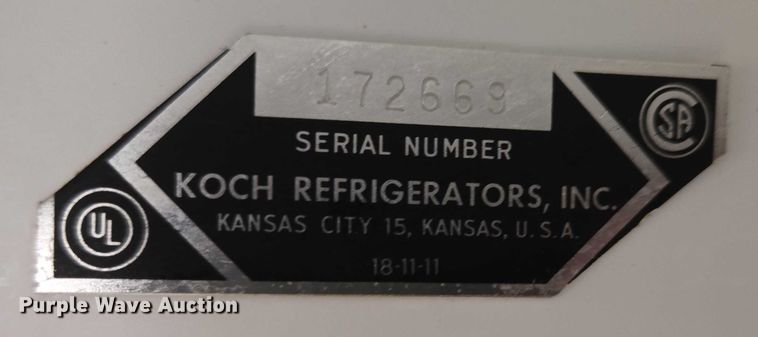 172669
SERIAL NUMBER
KOCH REFRIGERATORS, INC.
KANSAS CITY 15, KANSAS, U.S.A.
18-11-11
UL
CSA
Purple Wave Auction